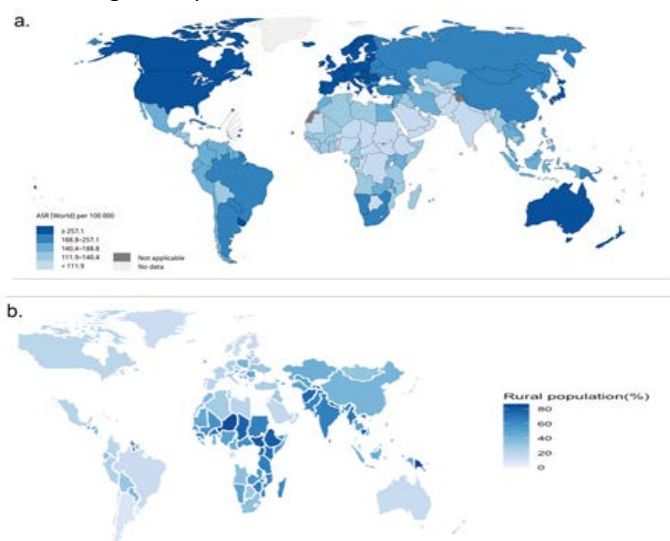 a.
ASR (World) per 100 000
≥ 257.1
188.8–257.1
140.4–188.8
111.9–140.4
< 111.9
Not applicable
No data
b.
Rural population(%)
80
60
40
20
0